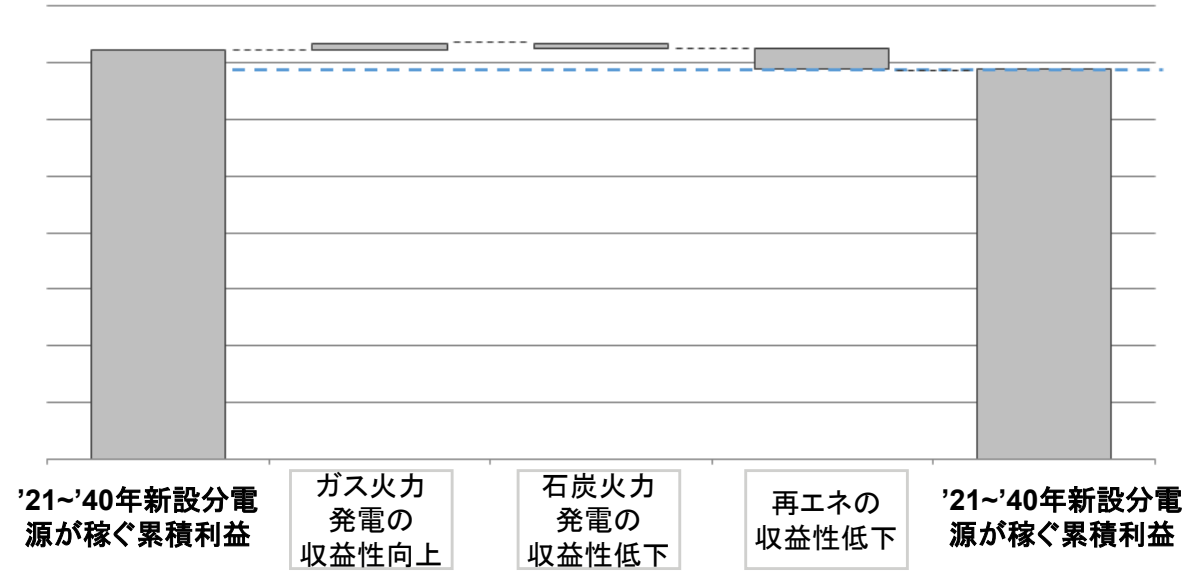 ’21~’40年新設分電
源が稼ぐ累積利益
ガス火力
発電の
収益性向上
石炭火力
発電の
収益性低下
再エネの
収益性低下
’21~’40年新設分電
源が稼ぐ累積利益